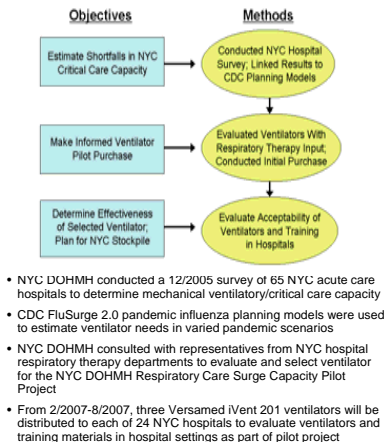 Objectives Methods
Estimate Shortfalls in NYC
Critical Care Capacity
Conducted NYC Hospital
Survey; Linked Results to
CDC Planning Models
Make Informed Ventilator
Pilot Purchase
Evaluated Ventilators With
Respiratory Therapy Input;
Conducted Initial Purchase
Determine Effectiveness
of Selected Ventilator;
Plan for NYC Stockpile
Evaluate Acceptability of
Ventilators and Training
in Hospitals
• NYC DOHMH conducted a 12/2005 survey of 65 NYC acute care
hospitals to determine mechanical ventilatory/critical care capacity
• CDC FluSurge 2.0 pandemic influenza planning models were used
to estimate ventilator needs in varied pandemic scenarios
• NYC DOHMH consulted with representatives from NYC hospital
respiratory therapy departments to evaluate and select ventilator
for the NYC DOHMH Respiratory Care Surge Capacity Pilot
Project
• From 2/2007-8/2007, three Versamed iVent 201 ventilators will be
distributed to each of 24 NYC hospitals to evaluate ventilators and
training materials in hospital settings as part of pilot project